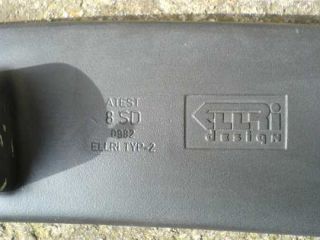 ATEST
8 SD
0982
ELLRI TYP-2
ELLRi
design